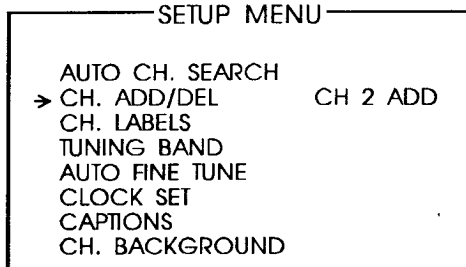 SETUP MENU
AUTO CH. SEARCH
→ CH. ADD/DEL CH 2 ADD
CH. LABELS
TUNING BAND
AUTO FINE TUNE
CLOCK SET
CAPTIONS
CH. BACKGROUND